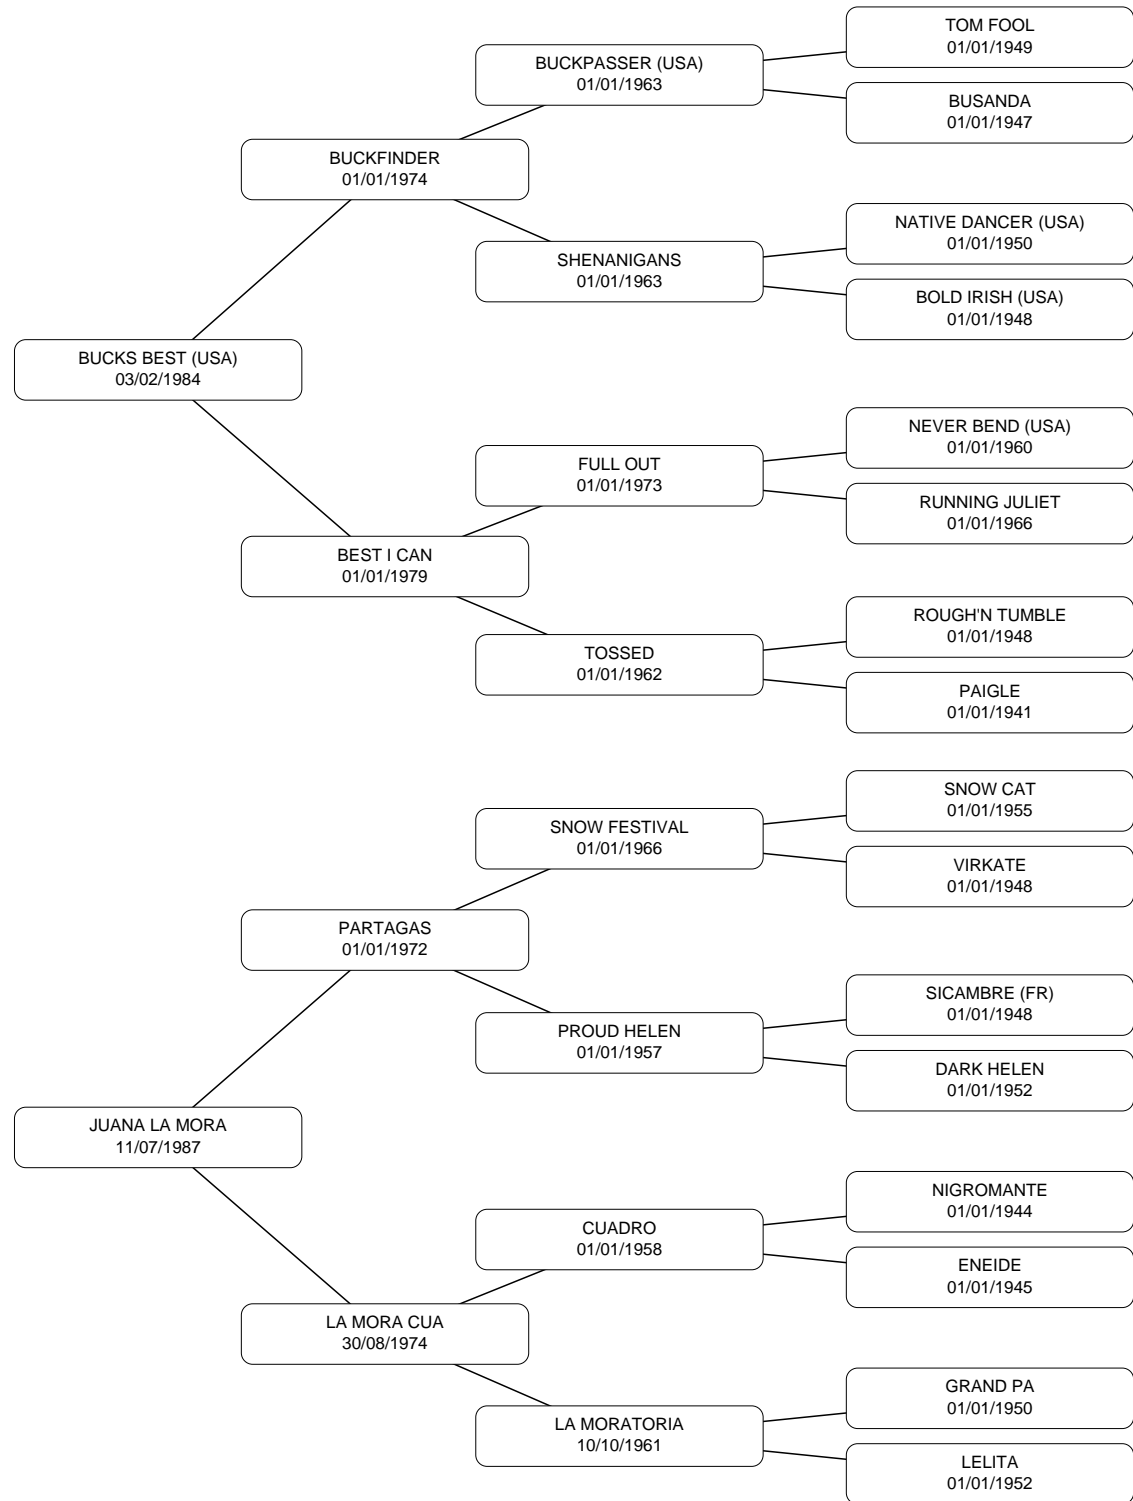 TOM FOOL
01/01/1949
BUCKPASSER (USA)
01/01/1963
BUSANDA
01/01/1947
BUCKFINDER
01/01/1974
NATIVE DANCER (USA)
01/01/1950
SHENANIGANS
01/01/1963
BOLD IRISH (USA)
01/01/1948
BUCKS BEST (USA)
03/02/1984
NEVER BEND (USA)
01/01/1960
FULL OUT
01/01/1973
RUNNING JULIET
01/01/1966
BEST I CAN
01/01/1979
ROUGH'N TUMBLE
01/01/1948
TOSSED
01/01/1962
PAIGLE
01/01/1941
SNOW CAT
01/01/1955
SNOW FESTIVAL
01/01/1966
VIRKATE
01/01/1948
PARTAGAS
01/01/1972
SICAMBRE (FR)
01/01/1948
PROUD HELEN
01/01/1957
DARK HELEN
01/01/1952
JUANA LA MORA
11/07/1987
NIGROMANTE
01/01/1944
CUADRO
01/01/1958
ENEIDE
01/01/1945
LA MORA CUA
30/08/1974
GRAND PA
01/01/1950
LA MORATORIA
10/10/1961
LELITA
01/01/1952